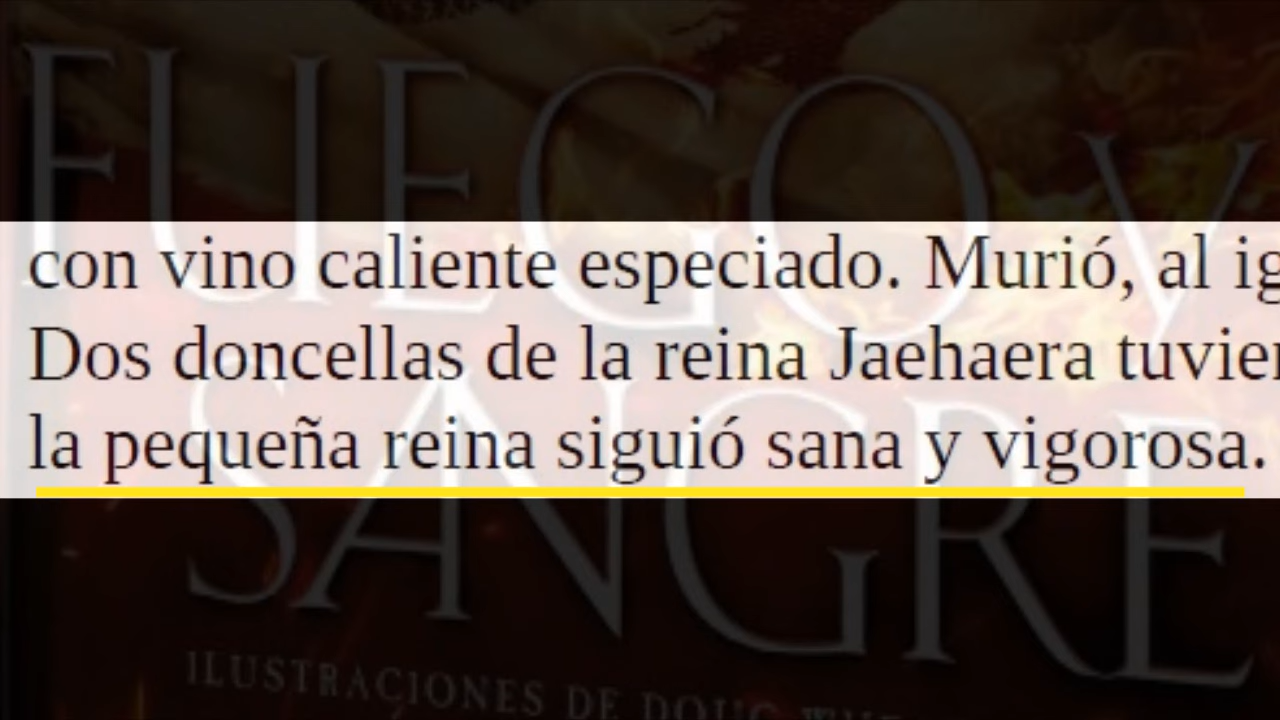 FUEGO Y
con vino caliente especiado. Murió, al
Dos doncellas de la reina Jaehaera
la pequeña reina siguió sana y vigorosa.
SANGRE
ILUSTRACIONES DE DOUG